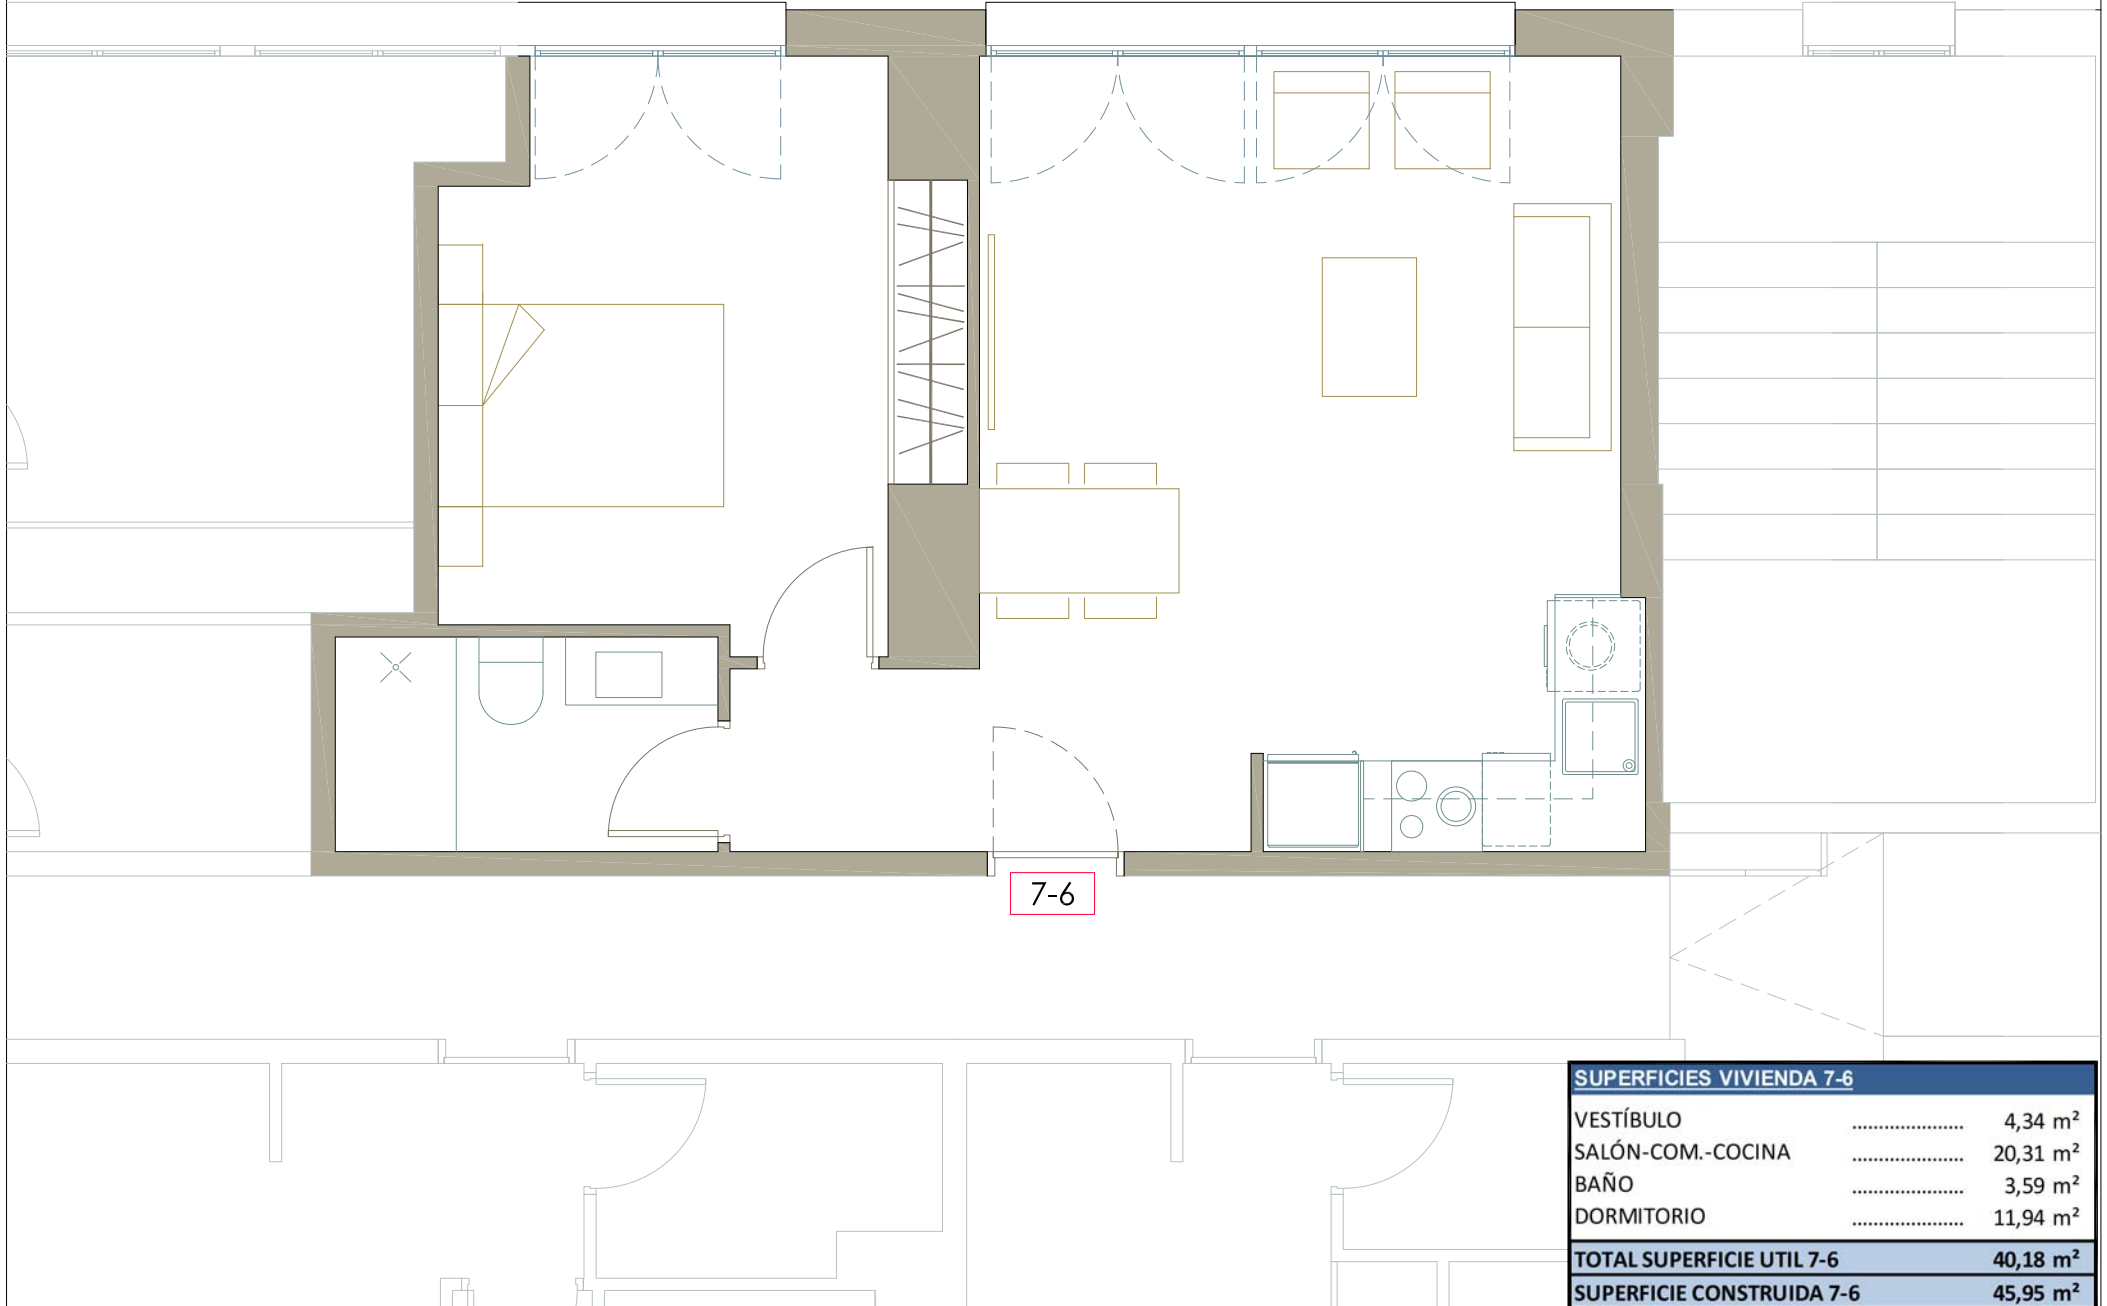 7-6
SUPERFICIES VIVIENDA 7-6
VESTÍBULO ..................... 4,34 m²
SALÓN-COM.-COCINA ..................... 20,31 m²
BAÑO ..................... 3,59 m²
DORMITORIO ..................... 11,94 m²
TOTAL SUPERFICIE UTIL 7-6 40,18 m²
SUPERFICIE CONSTRUIDA 7-6 45,95 m²